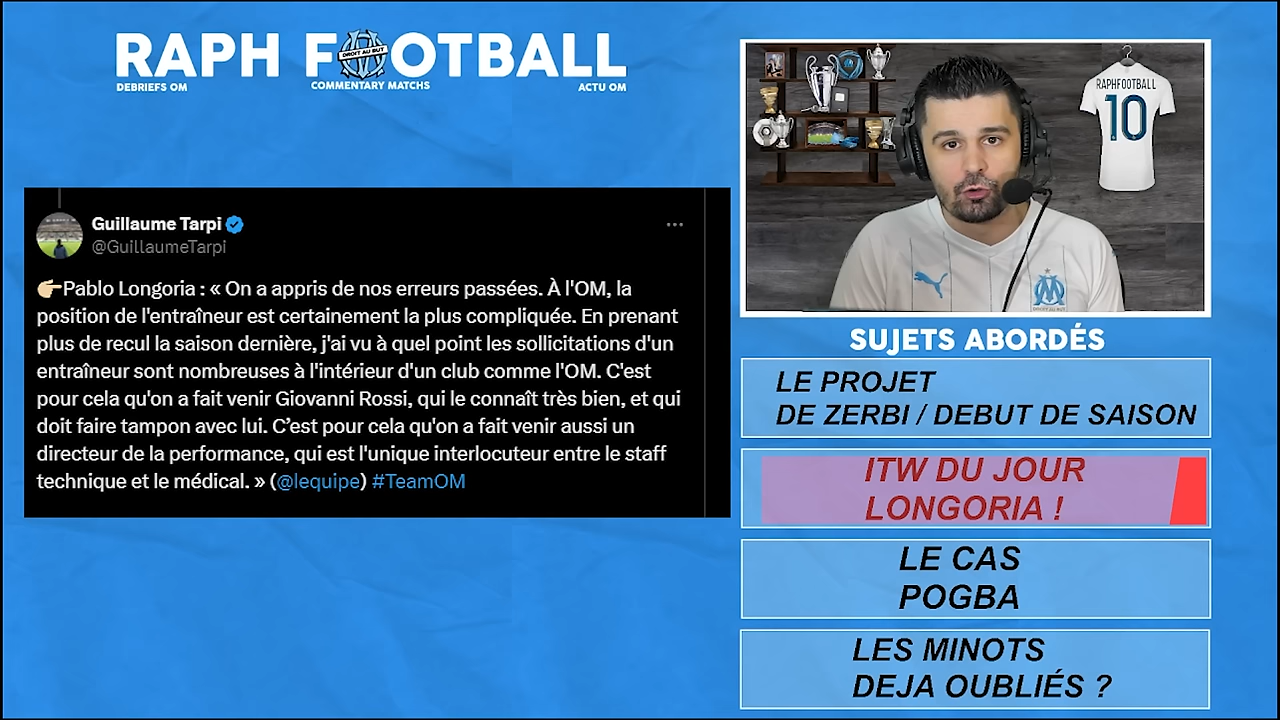 RAPH FOOTBALL
DROIT AU BUT
DEBRIEFS OM
COMMENTARY MATCHS
ACTU OM
Guillaume Tarpi
@GuillaumeTarpi
👉Pablo Longoria : « On a appris de nos erreurs passées. À l'OM, la
position de l'entraîneur est certainement la plus compliquée. En prenant
plus de recul la saison dernière, j'ai vu à quel point les sollicitations d'un
entraîneur sont nombreuses à l'intérieur d'un club comme l'OM. C'est
pour cela qu'on a fait venir Giovanni Rossi, qui le connaît très bien, et qui
doit faire tampon avec lui. C’est pour cela qu'on a fait venir aussi un
directeur de la performance, qui est l'unique interlocuteur entre le staff
technique et le médical. » (@lequipe) #TeamOM
RAPHFOOTBALL
10
DROIT AU BUT
SUJETS ABORDÉS
LE PROJET
DE ZERBI / DEBUT DE SAISON
ITW DU JOUR
LONGORIA !
LE CAS
POGBA
LES MINOTS
DEJA OUBLIÉS ?